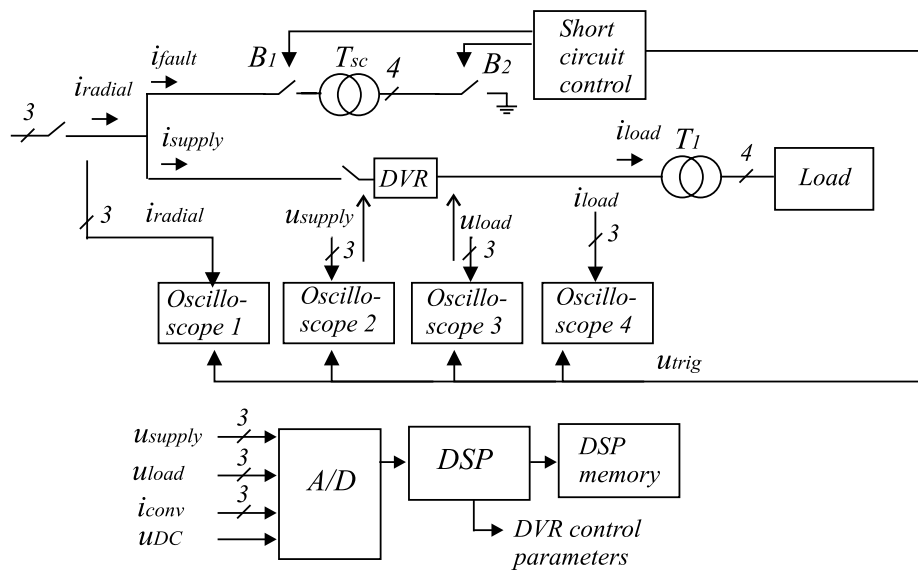 Short
circuit
control
B1
Tsc
4
B2
ifault
iradial
3
isupply
DVR
iload
T1
4
Load
3
iradial
usupply
3
uload
3
iload
3
Oscillo-
scope 1
Oscillo-
scope 2
Oscillo-
scope 3
Oscillo-
scope 4
utrig
usupply
3
uload
3
iconv
3
uDC
A/D
DSP
DSP
memory
DVR control
parameters